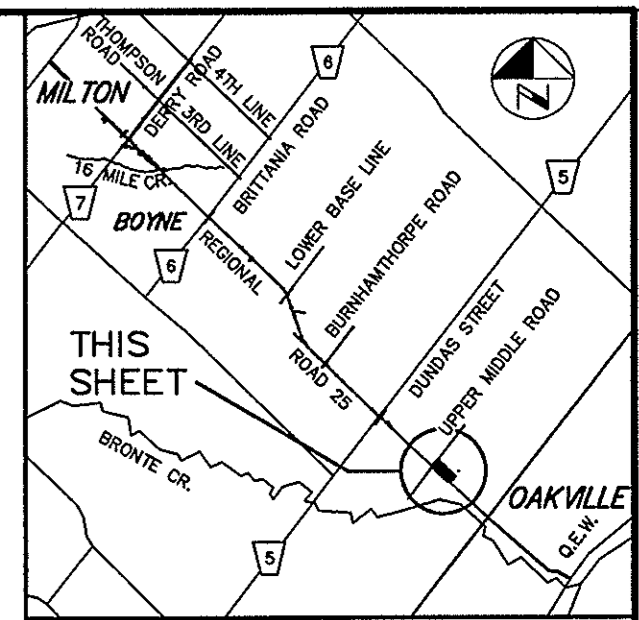 THOMPSON
ROAD
DERRY ROAD
4TH LINE
3RD LINE
6
MILTON
16 MILE CR.
7
BOYNE
6
BRITTANIA ROAD
LOWER BASE LINE
BURNHAMTHORPE ROAD
5
N
REGIONAL
ROAD 25
DUNDAS STREET
UPPER MIDDLE ROAD
THIS
SHEET
BRONTE CR.
OAKVILLE
Q.E.W.
5